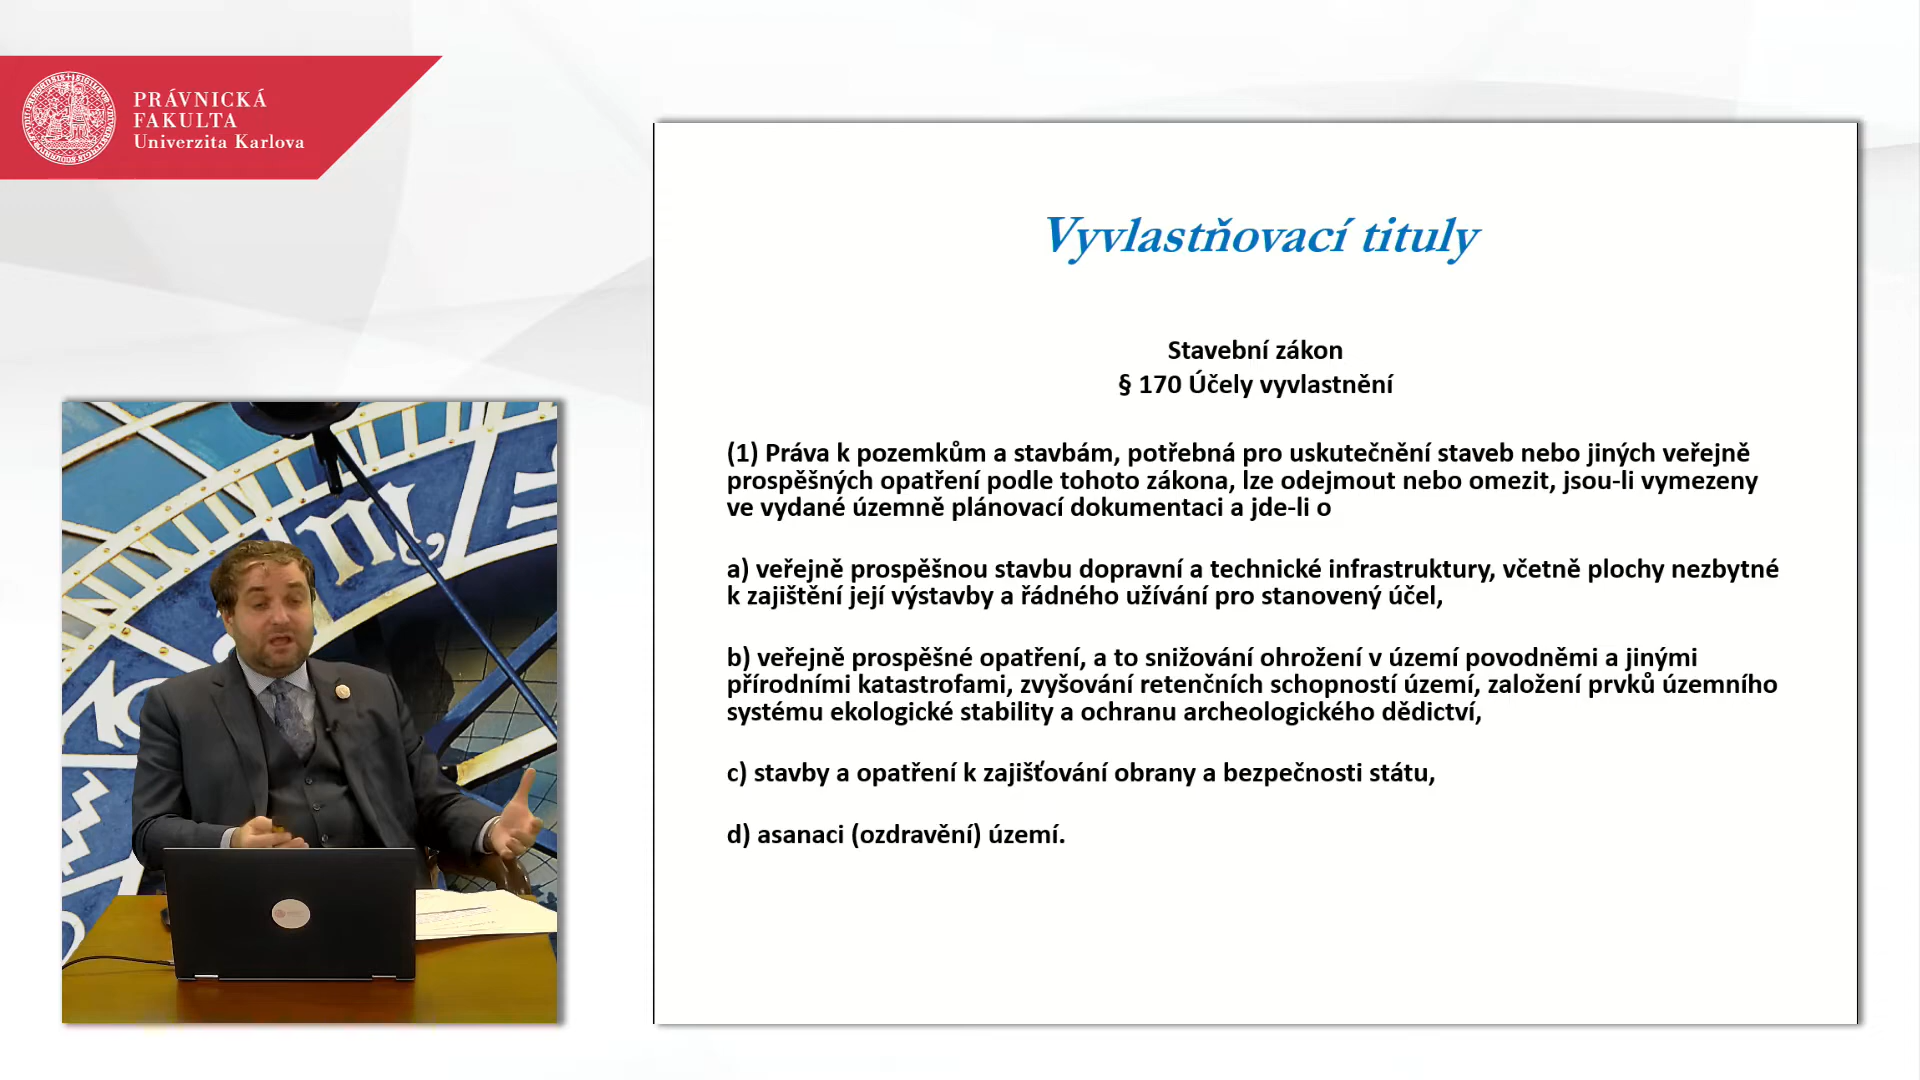 PRÁVNICKÁ
FAKULTA
Univerzita Karlova
Vyvlastňovací tituly
Stavební zákon
§ 170 Účely vyvlastnění
(1) Práva k pozemkům a stavbám, potřebná pro uskutečnění staveb nebo jiných veřejně
prospěšných opatření podle tohoto zákona, lze odejmout nebo omezit, jsou-li vymezeny
ve vydané územně plánovací dokumentaci a jde-li o
a) veřejně prospěšnou stavbu dopravní a technické infrastruktury, včetně plochy nezbytné
k zajištění její výstavby a řádného užívání pro stanovený účel,
b) veřejně prospěšné opatření, a to snižování ohrožení v území povodněmi a jinými
přírodními katastrofami, zvyšování retenčních schopností území, založení prvků územního
systému ekologické stability a ochranu archeologického dědictví,
c) stavby a opatření k zajišťování obrany a bezpečnosti státu,
d) asanaci (ozdravění) území.